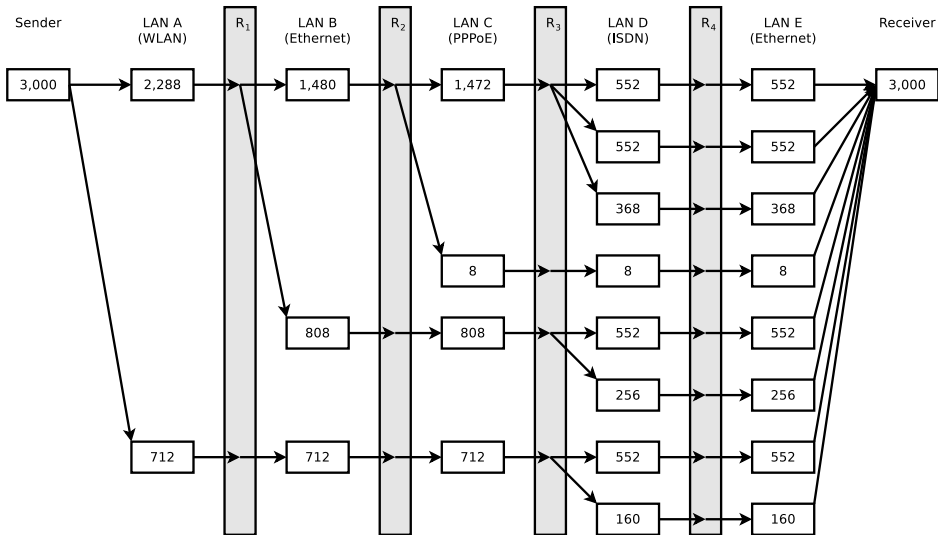 Sender LAN A R₁ LAN B R₂ LAN C R₃ LAN D R₄ LAN E Receiver
(WLAN) (Ethernet) (PPPoE) (ISDN) (Ethernet)
3,000 2,288 1,480 1,472 552 552 3,000
552 552
368 368
8 8 8
808 808 552 552
256 256
712 712 712 552 552
160 160